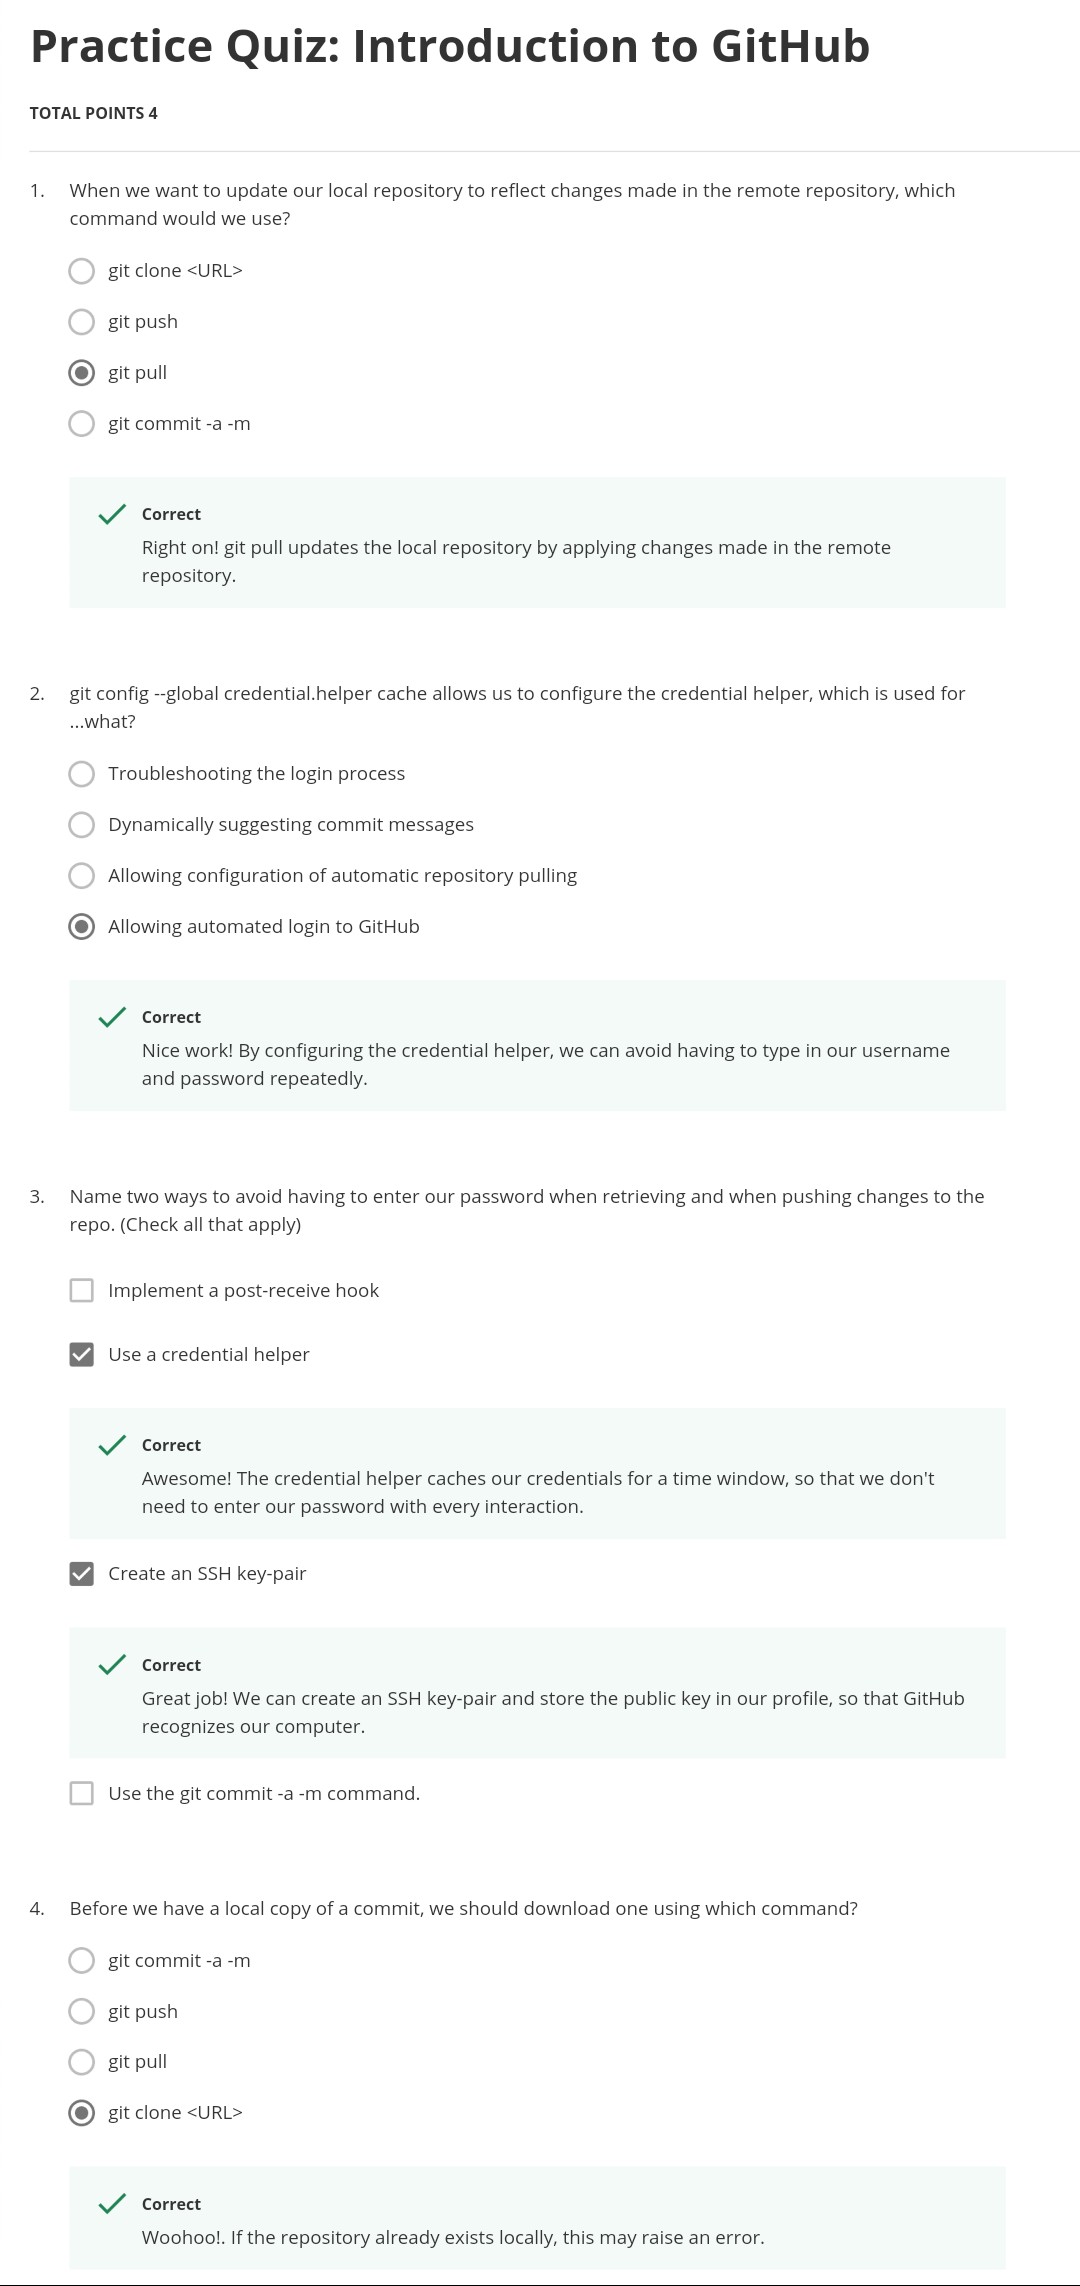 Practice Quiz: Introduction to GitHub
TOTAL POINTS 4
1. When we want to update our local repository to reflect changes made in the remote repository, which
command would we use?
git clone <URL>
git push
git pull
git commit -a -m
Correct
Right on! git pull updates the local repository by applying changes made in the remote
repository.
2. git config --global credential.helper cache allows us to configure the credential helper, which is used for
...what?
Troubleshooting the login process
Dynamically suggesting commit messages
Allowing configuration of automatic repository pulling
Allowing automated login to GitHub
Correct
Nice work! By configuring the credential helper, we can avoid having to type in our username
and password repeatedly.
3. Name two ways to avoid having to enter our password when retrieving and when pushing changes to the
repo. (Check all that apply)
Implement a post-receive hook
Use a credential helper
Correct
Awesome! The credential helper caches our credentials for a time window, so that we don't
need to enter our password with every interaction.
Create an SSH key-pair
Correct
Great job! We can create an SSH key-pair and store the public key in our profile, so that GitHub
recognizes our computer.
Use the git commit -a -m command.
4. Before we have a local copy of a commit, we should download one using which command?
git commit -a -m
git push
git pull
git clone <URL>
Correct
Woohoo!. If the repository already exists locally, this may raise an error.